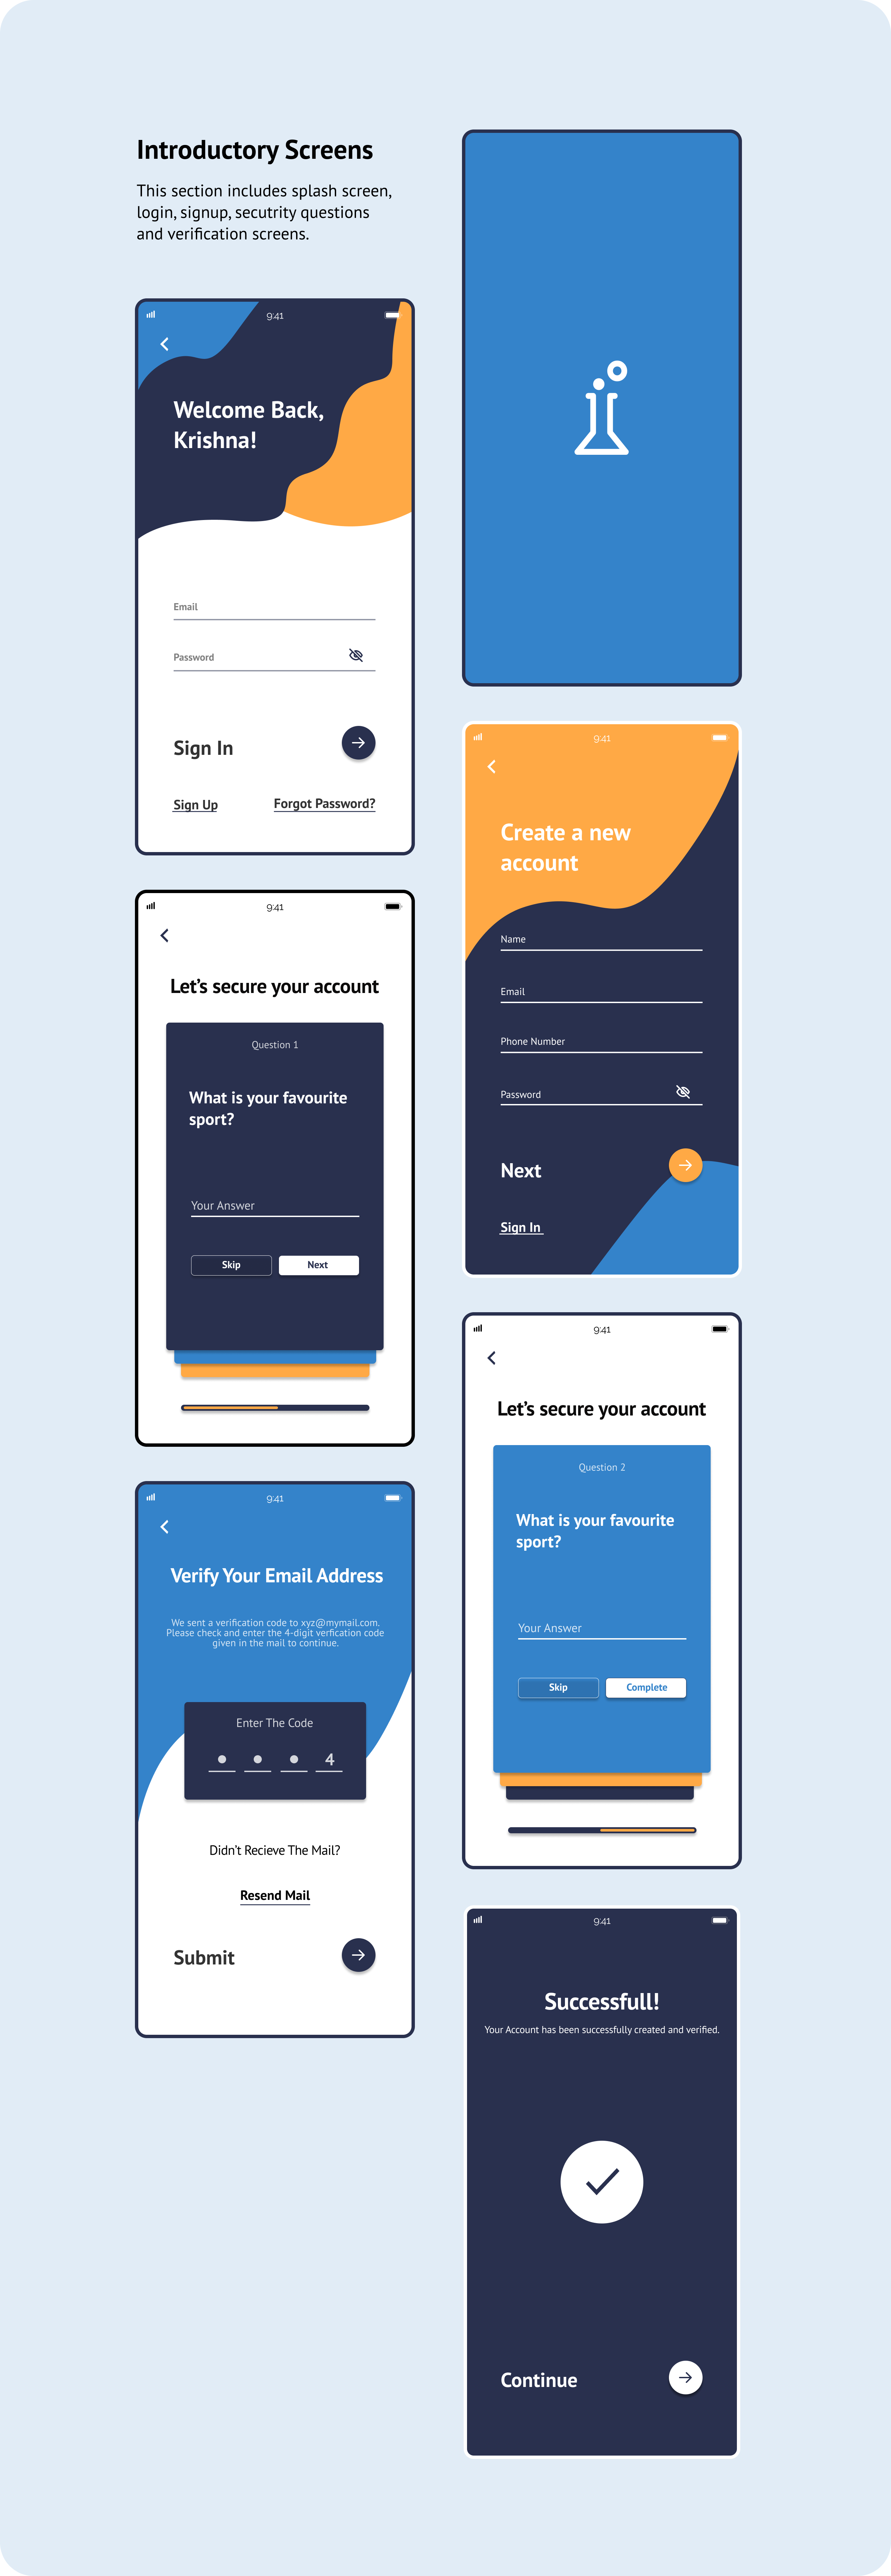 Introductory Screens
This section includes splash screen,
login, signup, secutrity questions
and verification screens.
9:41
Welcome Back,
Krishna!
Email
Password
Sign In
Sign Up
Forgot Password?
9:41
Create a new
account
Name
Email
Phone Number
Password
Next
Sign In
9:41
Let's secure your account
Question 1
What is your favourite
sport?
Your Answer
Skip
Next
9:41
Let's secure your account
Question 2
What is your favourite
sport?
Your Answer
Skip
Complete
9:41
Verify Your Email Address
We sent a verification code to xyz@mymail.com.
Please check and enter the 4-digit verfication code
given in the mail to continue.
Enter The Code
4
Didn't Recieve The Mail?
Resend Mail
Submit
9:41
Successfull!
Your Account has been successfully created and verified.
Continue